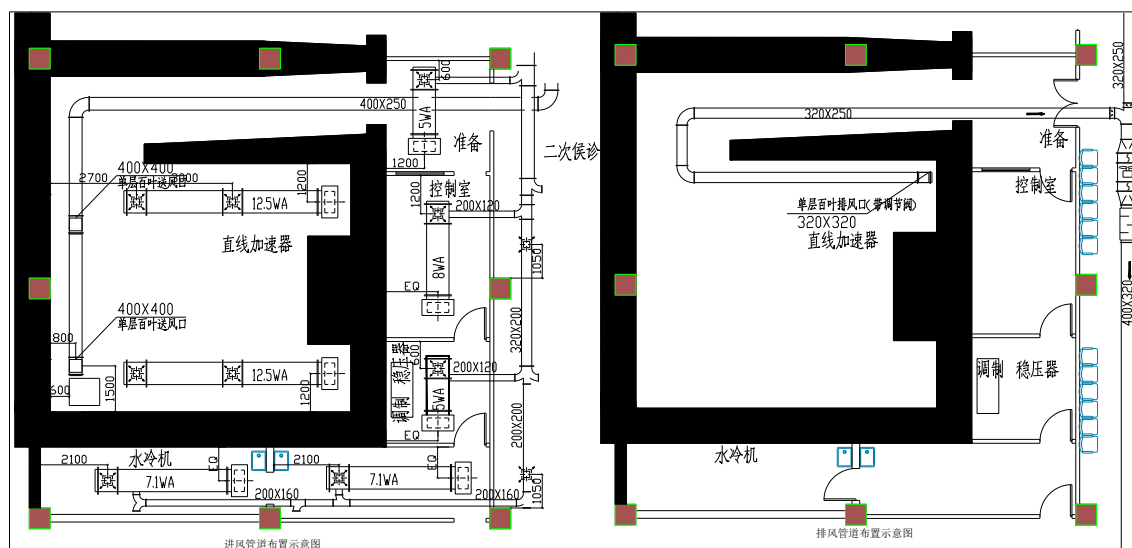 600
400X250
5WA
准备
二次侯诊
1200
400X400
单层百叶送风口
2700
3000
1200
12.5WA
控制室
1200
200X120
直线加速器
8WA
1050
EQ
320X200
400X400
单层百叶送风口
800
600
1500
12.5WA
1200
600
稳压器
调制
200X120
5WA
EQ
200X200
水冷机
2100
EQ
2100
EQ
7.1WA
7.1WA
200X160
200X160
1050
进风管道布置示意图
320X250
320X250
准备
控制室
单层百叶排风口(带调节阀)
320X320
直线加速器
400X320
调制
稳压器
水冷机
排风管道布置示意图